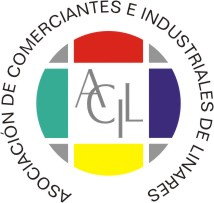 ASOCIACIÓN DE COMERCIANTES E INDUSTRIALES DE LINARES
ACIL